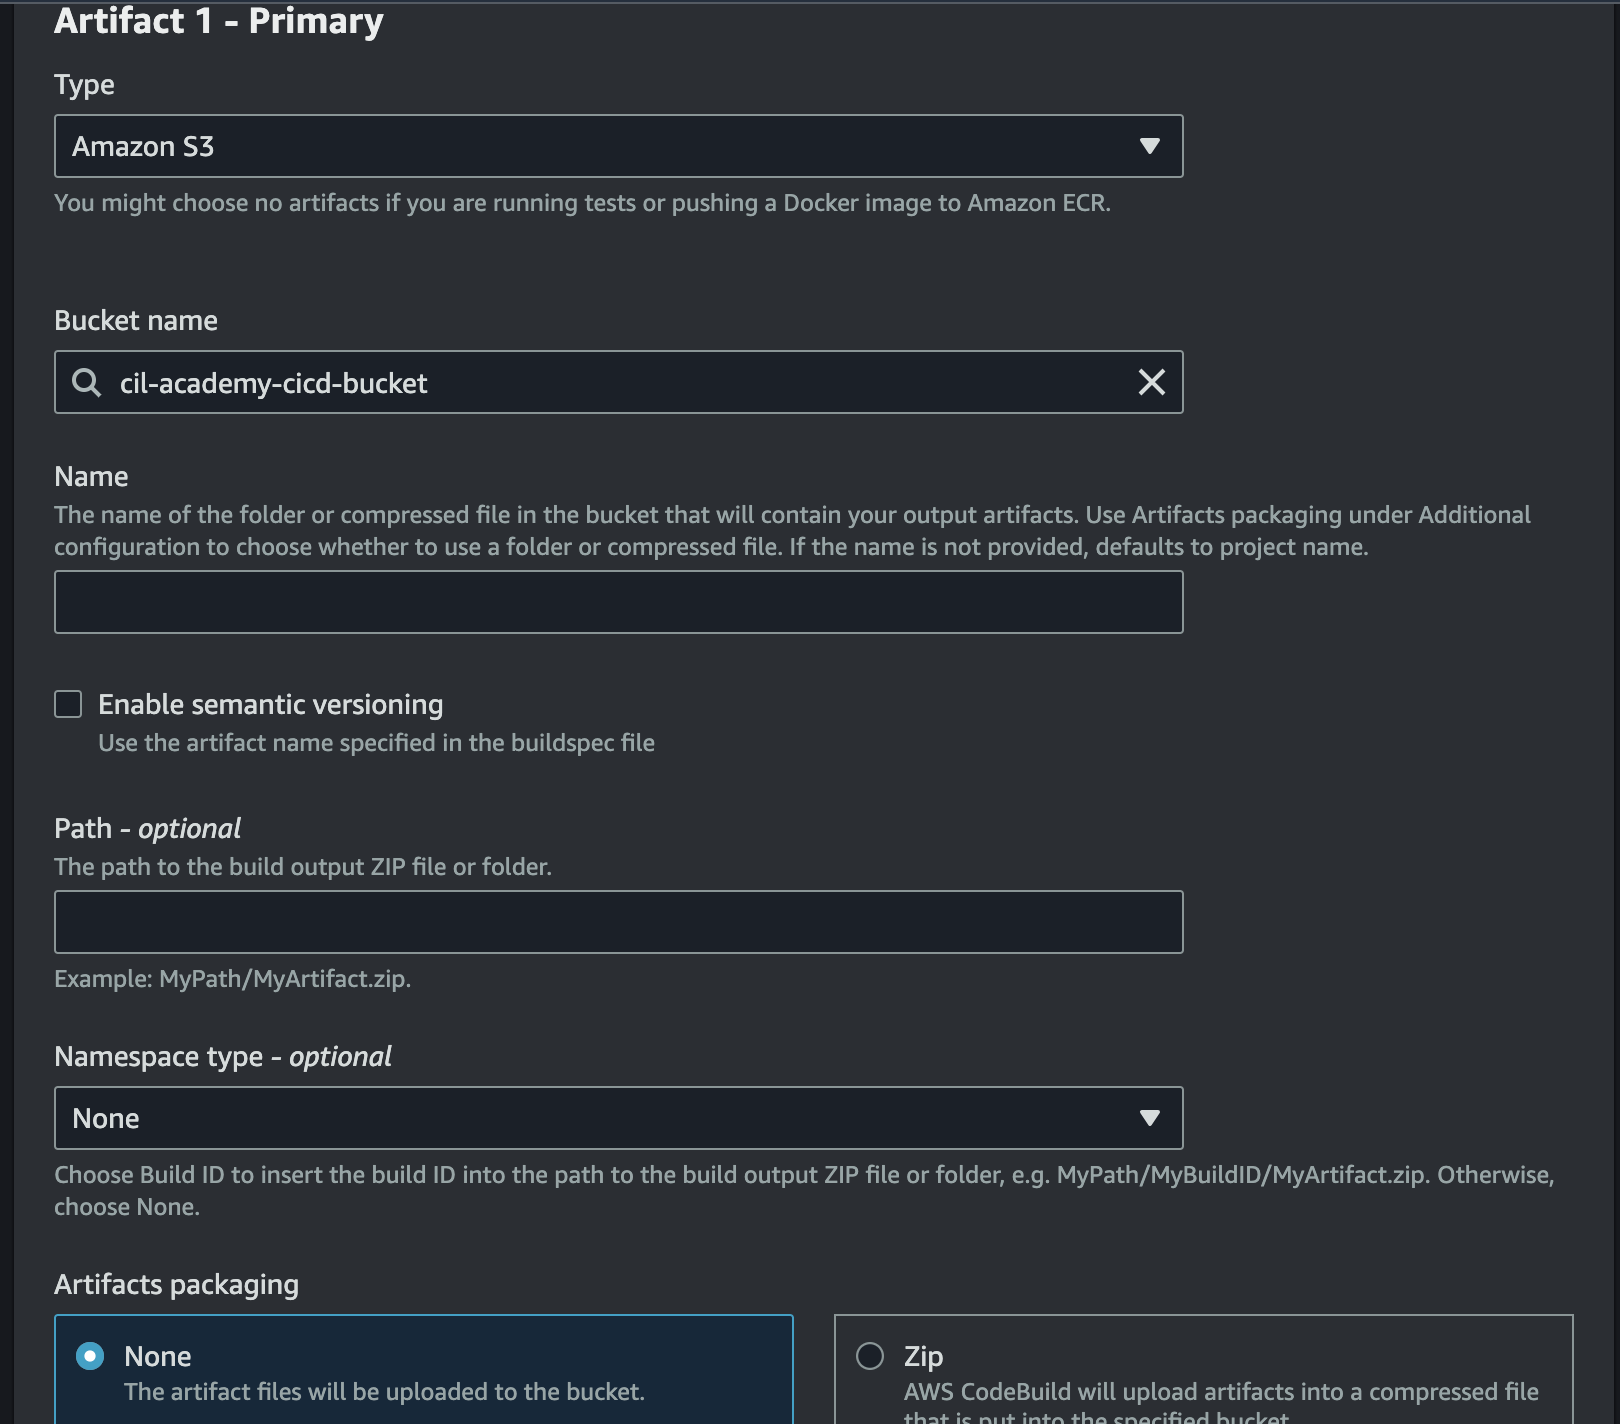 Artifact 1 - Primary
Type
Amazon S3
You might choose no artifacts if you are running tests or pushing a Docker image to Amazon ECR.
Bucket name
cil-academy-cicd-bucket
Name
The name of the folder or compressed file in the bucket that will contain your output artifacts. Use Artifacts packaging under Additional
configuration to choose whether to use a folder or compressed file. If the name is not provided, defaults to project name.
Enable semantic versioning
Use the artifact name specified in the buildspec file
Path - optional
The path to the build output ZIP file or folder.
Example: MyPath/MyArtifact.zip.
Namespace type - optional
None
Choose Build ID to insert the build ID into the path to the build output ZIP file or folder, e.g. MyPath/MyBuildID/MyArtifact.zip. Otherwise,
choose None.
Artifacts packaging
None
The artifact files will be uploaded to the bucket.
Zip
AWS CodeBuild will upload artifacts into a compressed file
that is put into the specified bucket.